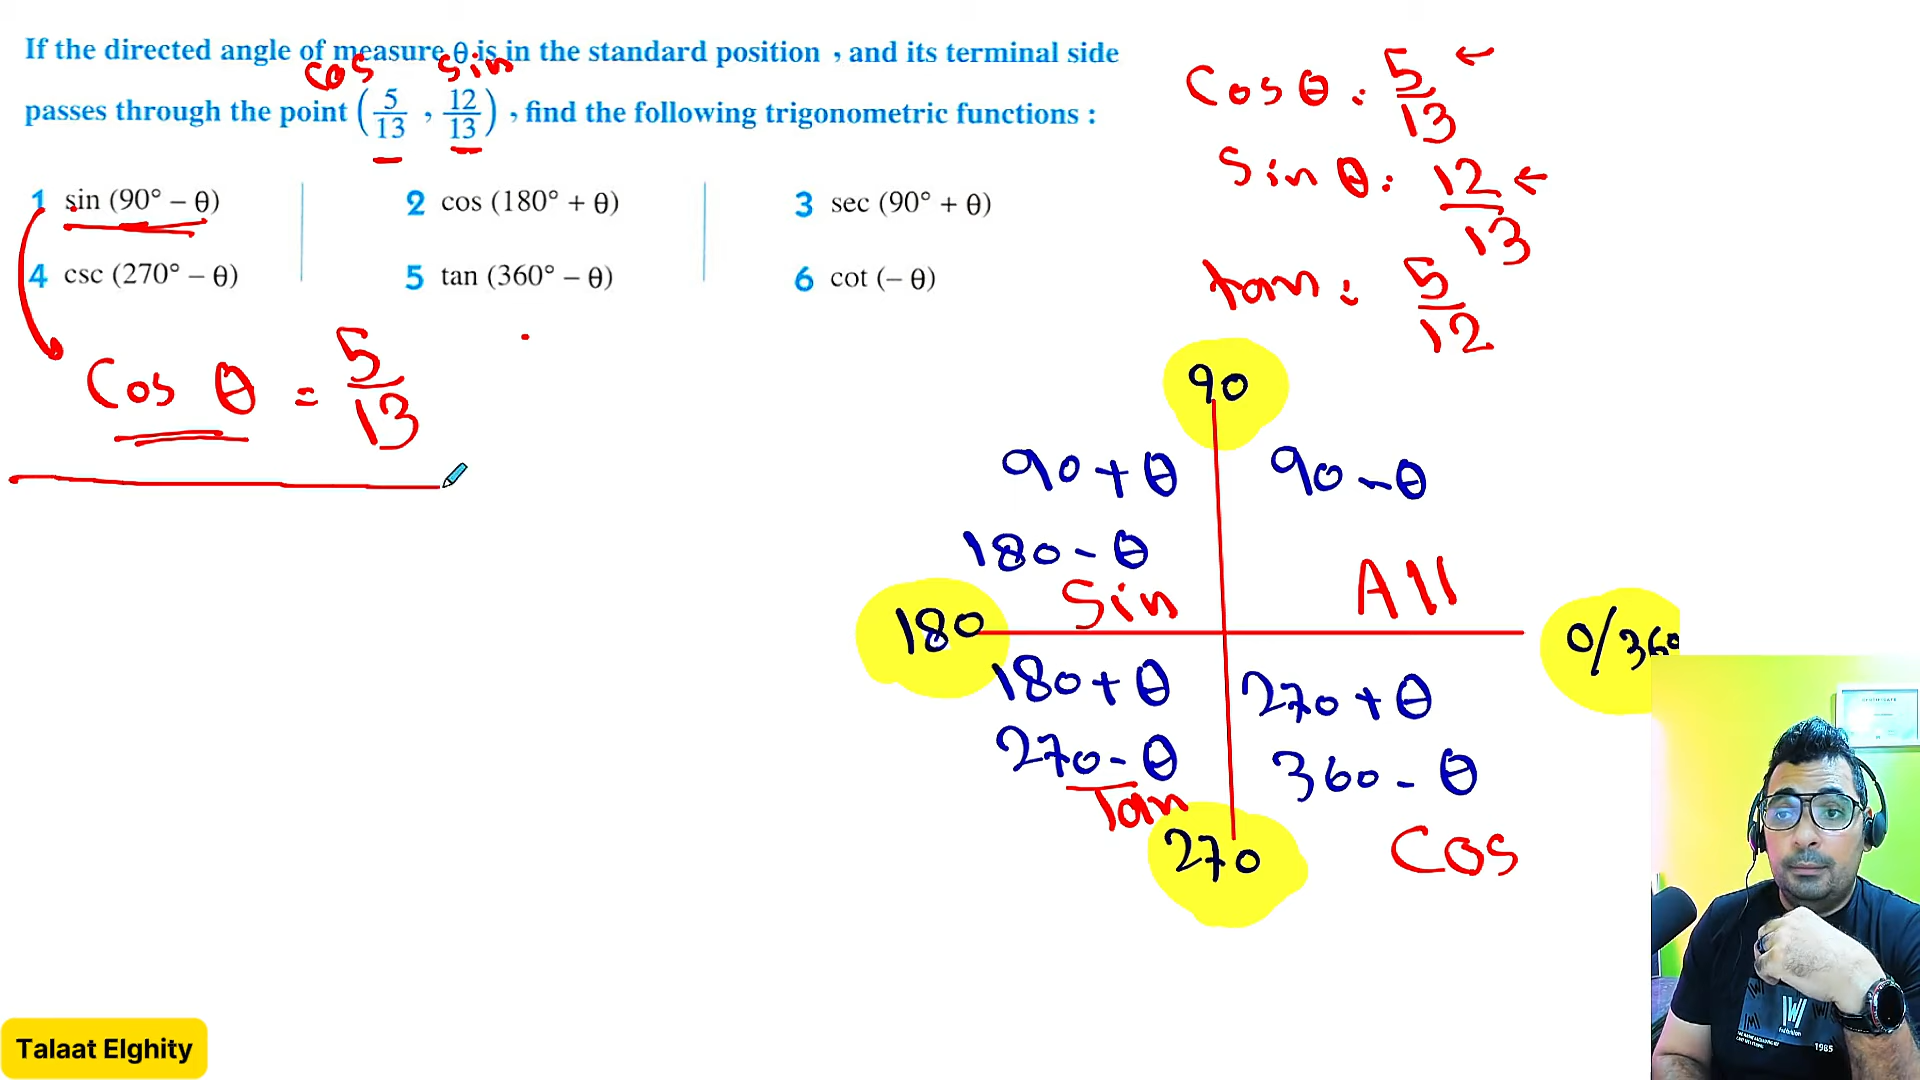 If the directed angle of measure θ is in the standard position , and its terminal side
cos sin
passes through the point ( 5/13 , 12/13 ) , find the following trigonometric functions :
1 sin (90° – θ)
2 cos (180° + θ)
3 sec (90° + θ)
4 csc (270° – θ)
5 tan (360° – θ)
6 cot (– θ)
Cos θ = 5/13
Cos θ : 5/13 ←
Sin θ : 12/13 ←
tan : 5/12
90
90 + θ
90 - θ
180 - θ
Sin
All
180
0/360
180 + θ
270 + θ
270 - θ
360 - θ
Tan
270
Cos
CERTIFICATE
W
1985
Talaat Elghity